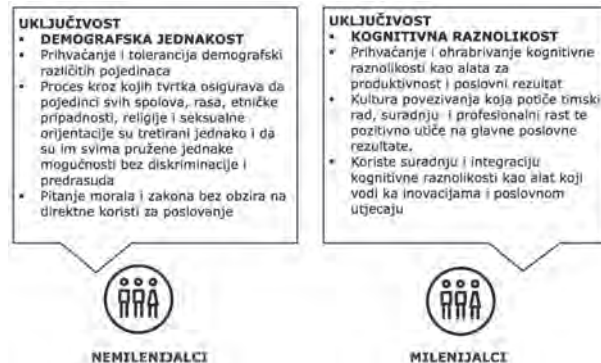 UKLJUČIVOST
▪ DEMOGRAFSKA JEDNAKOST
▪ Prihvaćanje i tolerancija demografski
različitih pojedinaca
▪ Proces kroz kojih tvrtka osigurava da
pojedinci svih spolova, rasa, etničke
pripadnosti, religije i seksualne
orijentacije su tretirani jednako i da
su im svima pružene jednake
mogućnosti bez diskriminacije i
predrasuda
▪ Pitanje morala i zakona bez obzira na
direktne koristi za poslovanje
NEMILENIJALCI
UKLJUČIVOST
▪ KOGNITIVNA RAZNOLIKOST
▪ Prihvaćanje i ohrabrivanje kognitivne
raznolikosti kao alata za
produktivnost i poslovni rezultat
▪ Kultura povezivanja koja potiče timski
rad, suradnju i profesionalni rast te
pozitivno utiče na glavne poslovne
rezultate.
▪ Koriste suradnju i integraciju
kognitivne raznolikosti kao alat koji
vodi ka inovacijama i poslovnom
utjecaju
MILENIJALCI